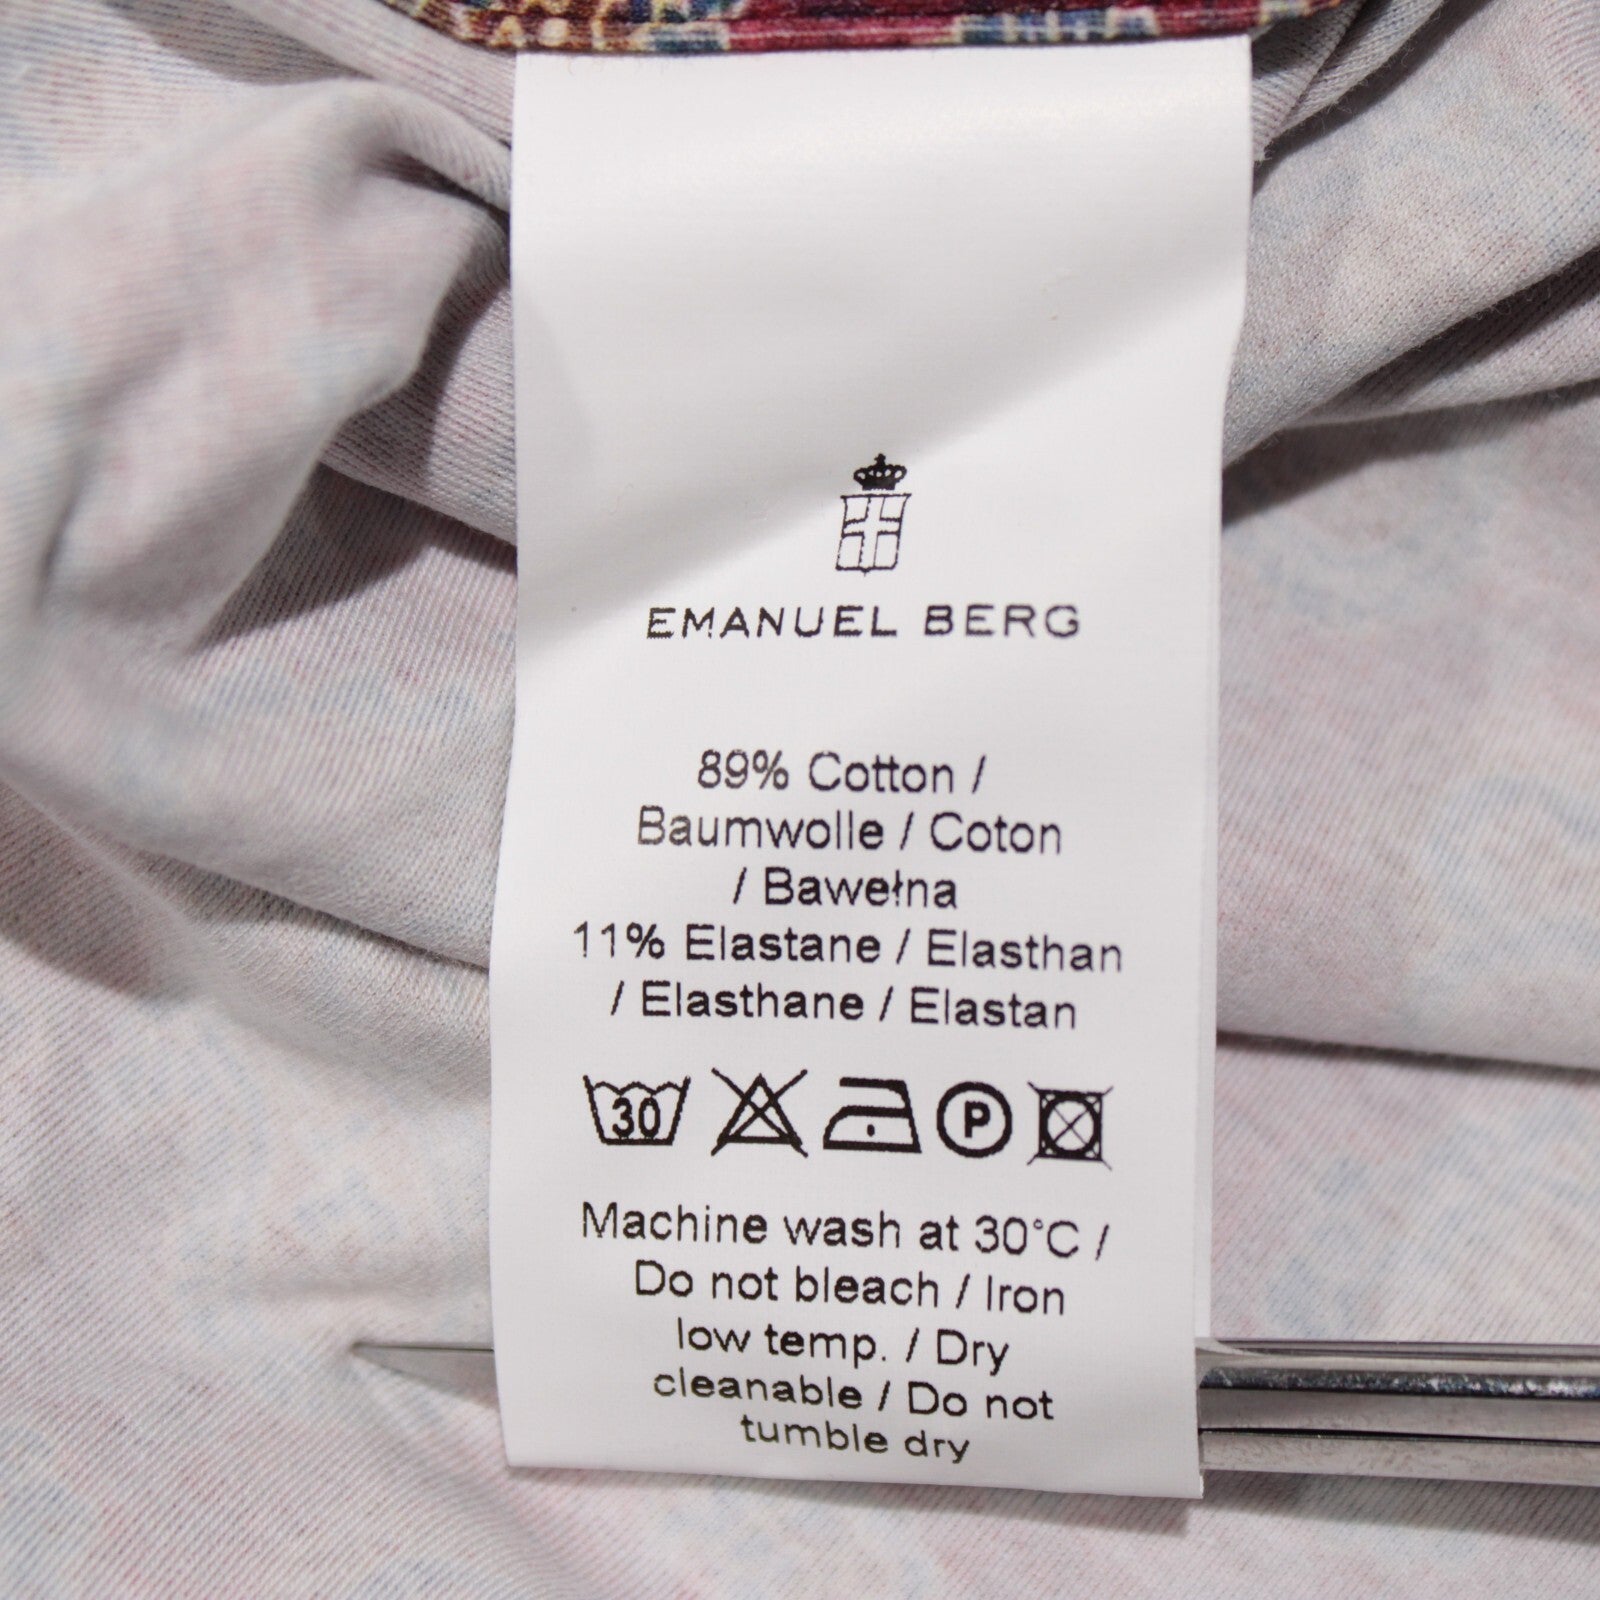 EMANUEL BERG
89% Cotton /
Baumwolle / Coton
/ Bawełna
11% Elastane / Elasthan
/ Elasthane / Elastan
30 P
Machine wash at 30°C /
Do not bleach / Iron
low temp. / Dry
cleanable / Do not
tumble dry